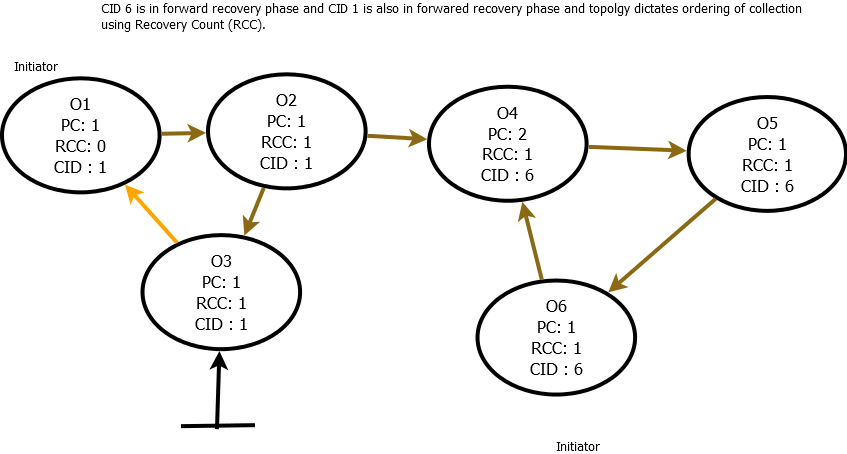 CID 6 is in forward recovery phase and CID 1 is also in forwared recovery phase and topolgy dictates ordering of collection
using Recovery Count (RCC).
Initiator
O1
PC: 1
RCC: 0
CID : 1
O2
PC: 1
RCC: 1
CID : 1
O4
PC: 2
RCC: 1
CID : 6
O5
PC: 1
RCC: 1
CID : 6
O3
PC: 1
RCC: 1
CID : 1
O6
PC: 1
RCC: 1
CID : 6
Initiator